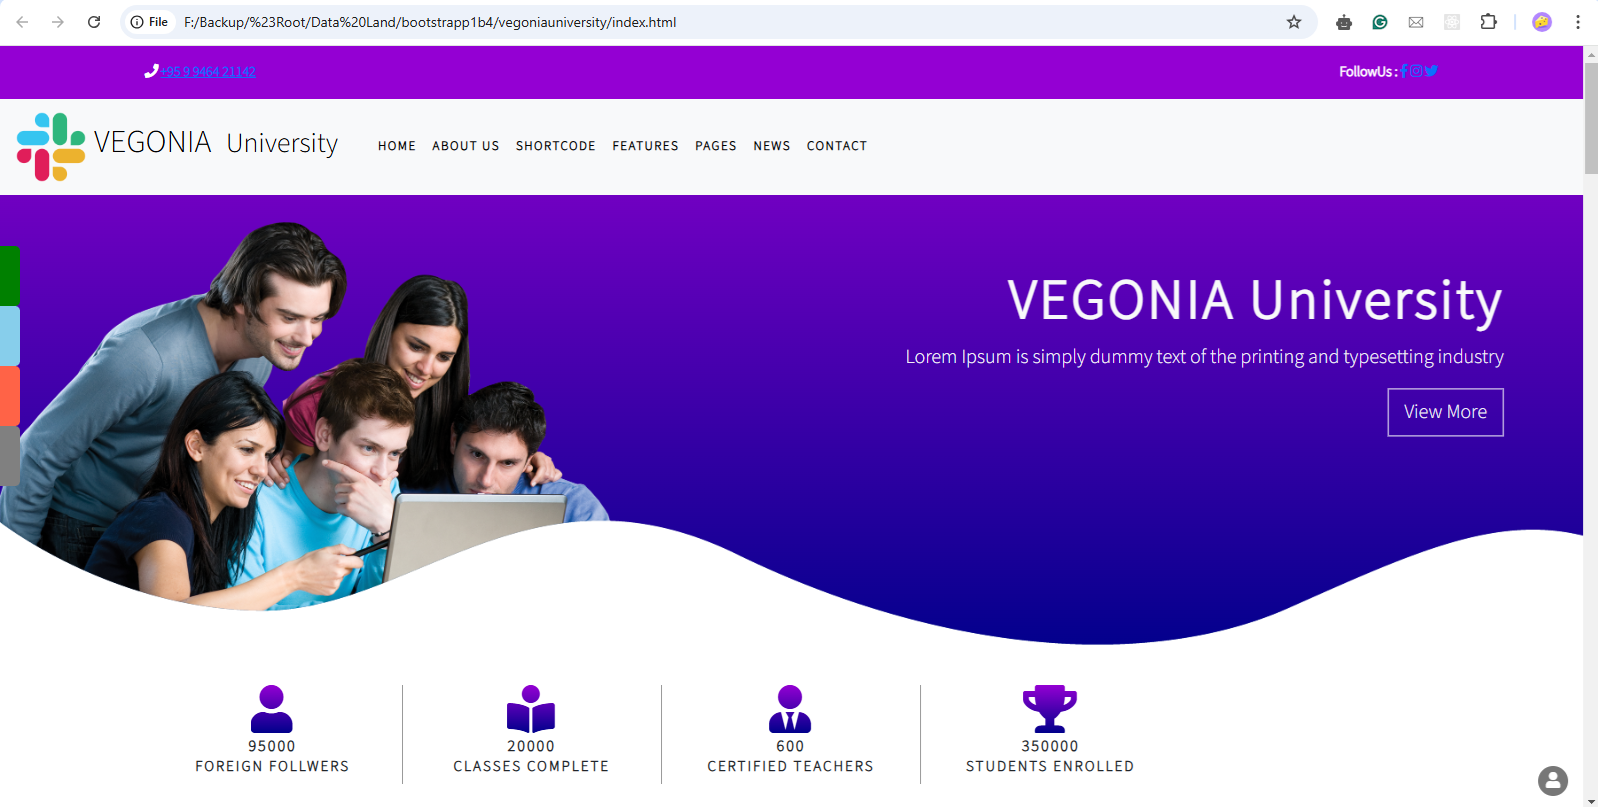 File F:/Backup/%23Root/Data%20Land/bootstrapp1b4/vegoniauniversity/index.html
+95 9 9464 21142
FollowUs :
VEGONIA University
HOME ABOUT US SHORTCODE FEATURES PAGES NEWS CONTACT
VEGONIA University
Lorem Ipsum is simply dummy text of the printing and typesetting industry
View More
95000
FOREIGN FOLLWERS
20000
CLASSES COMPLETE
600
CERTIFIED TEACHERS
350000
STUDENTS ENROLLED